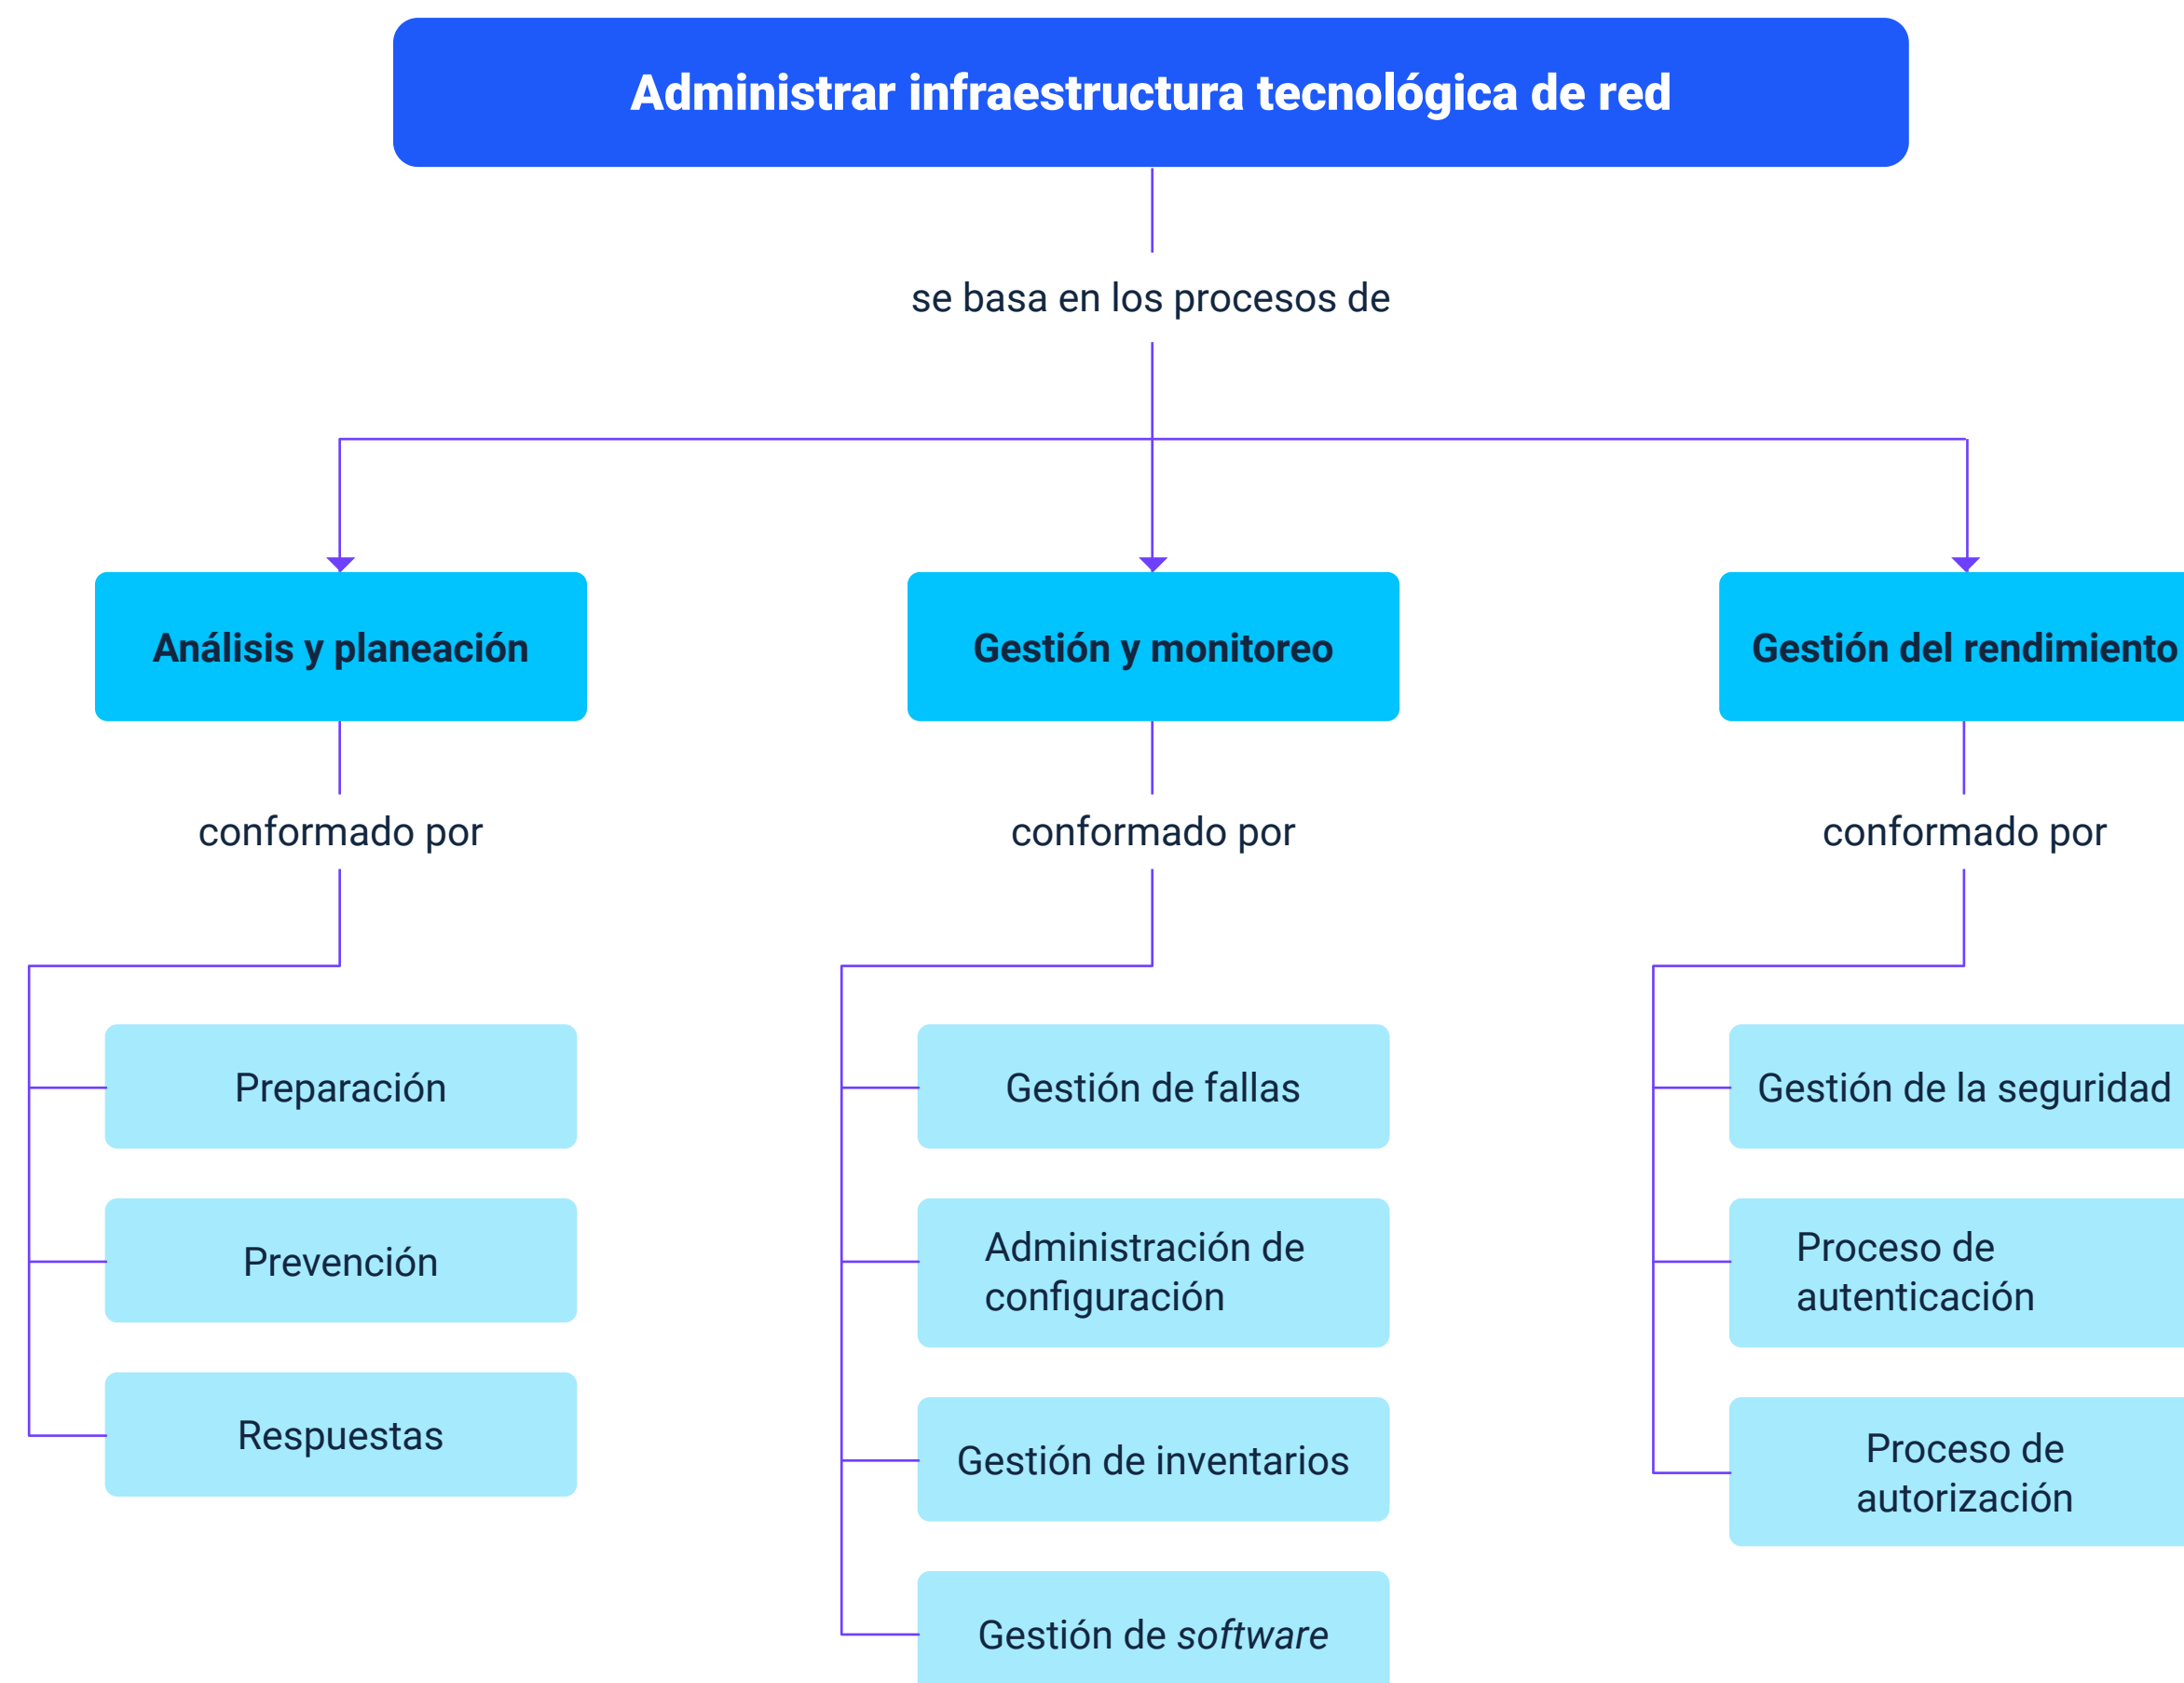 Administrar infraestructura tecnológica de red
se basa en los procesos de
Análisis y planeación
conformado por
Preparación
Prevención
Respuestas
Gestión y monitoreo
conformado por
Gestión de fallas
Administración de
configuración
Gestión de inventarios
Gestión de software
Gestión del rendimiento
conformado por
Gestión de la seguridad
Proceso de
autenticación
Proceso de
autorización